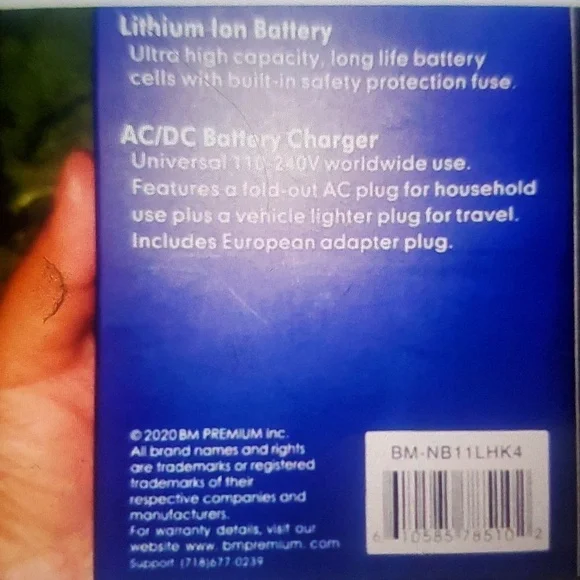 Lithium Ion Battery
Ultra high capacity, long life battery
cells with built-in safety protection fuse.
AC/DC Battery Charger
Universal 110-240V worldwide use.
Features a fold-out AC plug for household
use plus a vehicle lighter plug for travel.
Includes European adapter plug.
© 2020 BM PREMIUM inc.
All brand names and rights
are trademarks or registered
trademarks of their
respective companies and
manufacturers.
For warranty details, visit our
website www. bmpremium. com
Support (718)677-0239
BM-NB11LHK4
6 10585 78510 2